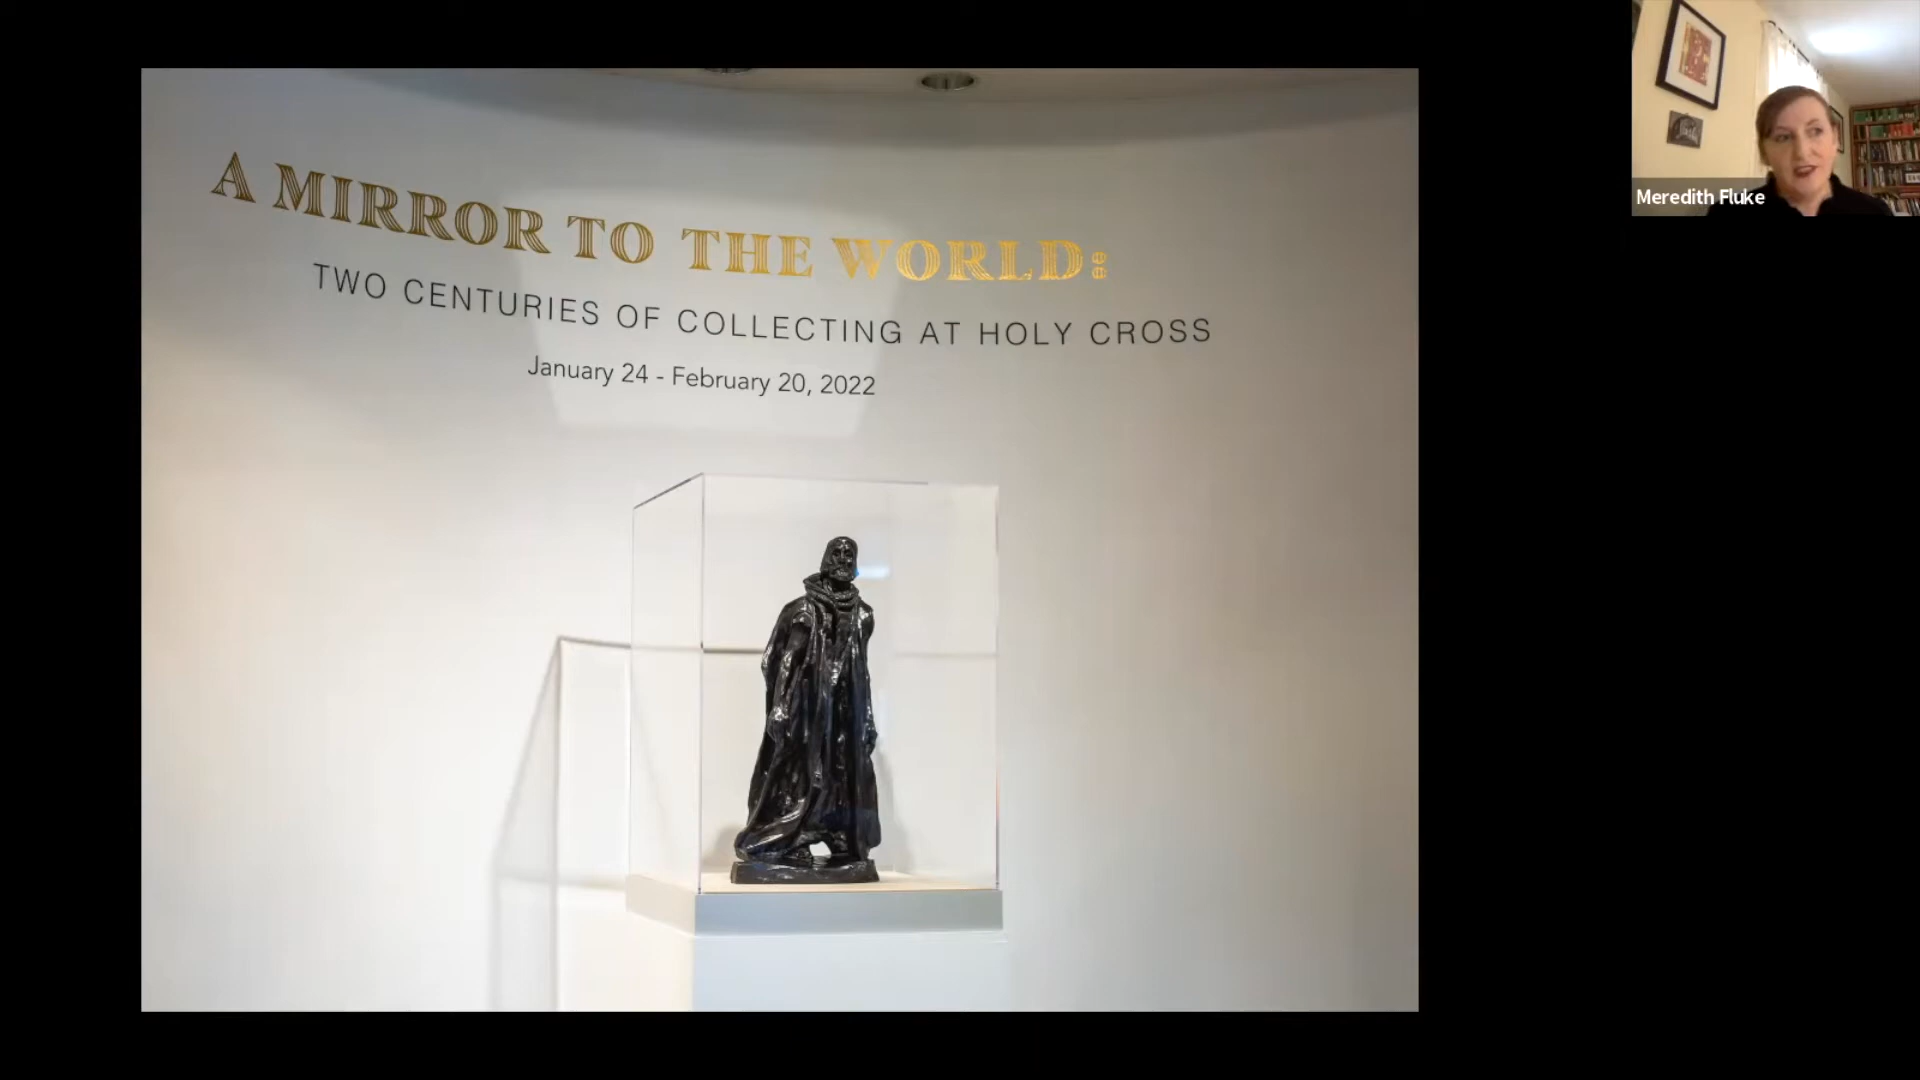 A MIRROR TO THE WORLD:
TWO CENTURIES OF COLLECTING AT HOLY CROSS
January 24 - February 20, 2022
Meredith Fluke